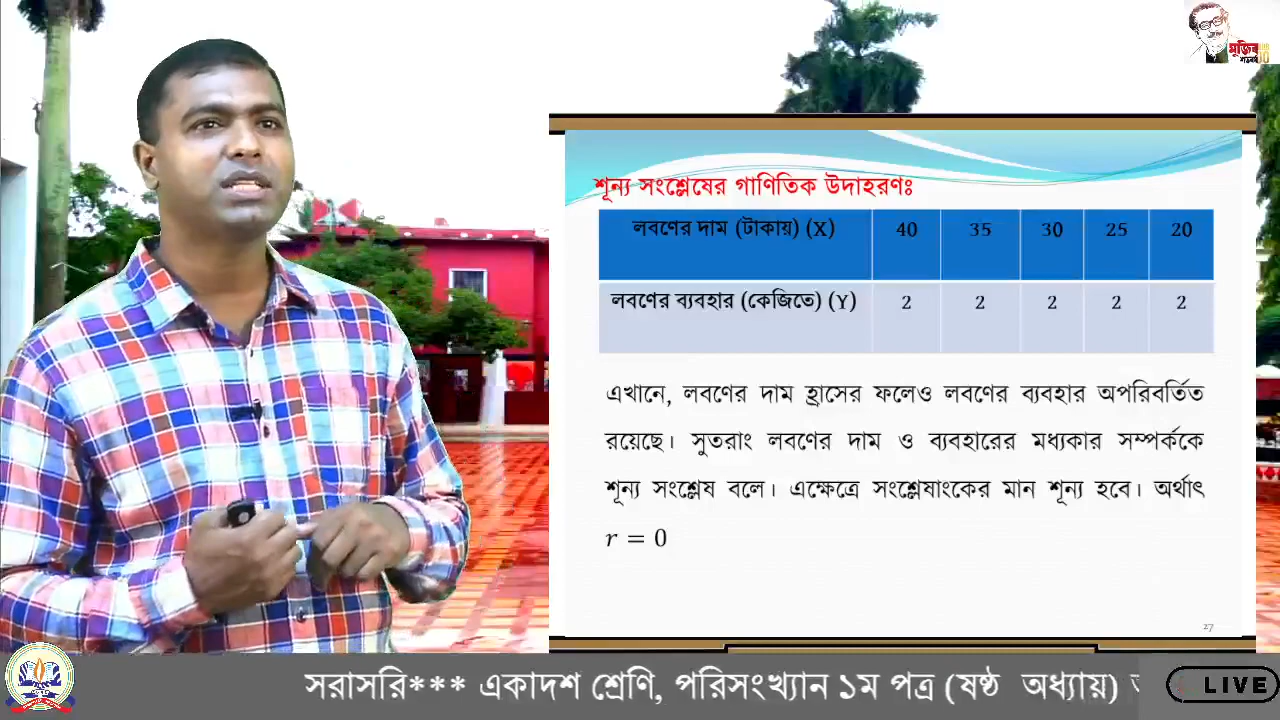 মুজিব
শূন্য সংশ্লেষের গাণিতিক উদাহরণঃ
লবণের দাম (টাকায়) (X) 40 35 30 25 20
লবণের ব্যবহার (কেজিতে) (Y) 2 2 2 2 2
এখানে, লবণের দাম হ্রাসের ফলেও লবণের ব্যবহার অপরিবর্তিত
রয়েছে। সুতরাং লবণের দাম ও ব্যবহারের মধ্যকার সম্পর্ককে
শূন্য সংশ্লেষ বলে। এক্ষেত্রে সংশ্লেষাংকের মান শূন্য হবে। অর্থাৎ
r = 0
27
সরাসরি*** একাদশ শ্রেণি, পরিসংখ্যান ১ম পত্র (ষষ্ঠ অধ্যায়)
LIVE